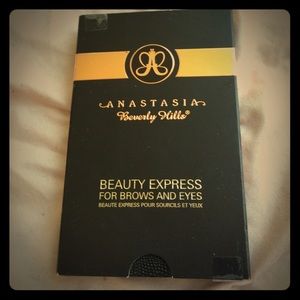 ANASTASIA
Beverly Hills®
BEAUTY EXPRESS
FOR BROWS AND EYES
BEAUTE EXPRESS POUR SOURCILS ET YEUX